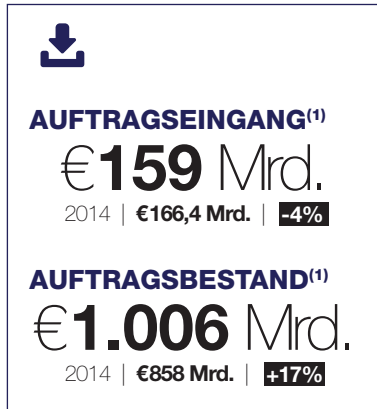 AUFTRAGSEINGANG(1)
€159 Mrd.
2014 | €166,4 Mrd. | -4%
AUFTRAGSBESTAND(1)
€1.006 Mrd.
2014 | €858 Mrd. | +17%